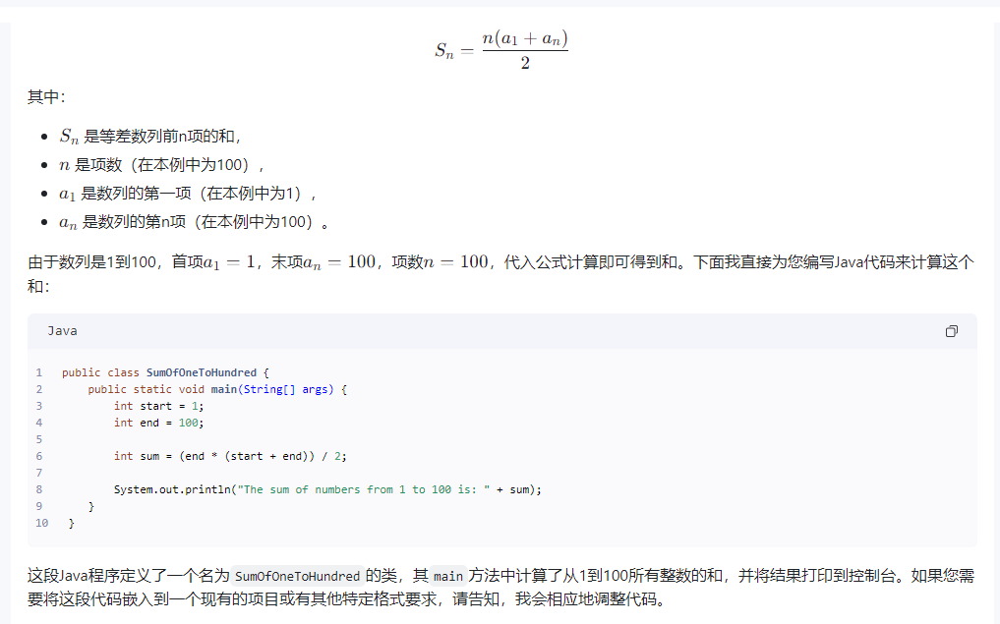 Sₙ = n(a₁ + aₙ) / 2
其中：
• Sₙ 是等差数列前n项的和，
• n 是项数（在本例中为100），
• a₁ 是数列的第一项（在本例中为1），
• aₙ 是数列的第n项（在本例中为100）。
由于数列是1到100，首项a₁ = 1，末项aₙ = 100，项数n = 100，代入公式计算即可得到和。下面我直接为您编写Java代码来计算这个
和：
Java
1 public class SumOfOneToHundred {
2     public static void main(String[] args) {
3         int start = 1;
4         int end = 100;
5
6         int sum = (end * (start + end)) / 2;
7
8         System.out.println("The sum of numbers from 1 to 100 is: " + sum);
9     }
10 }
这段Java程序定义了一个名为 SumOfOneToHundred 的类，其 main 方法中计算了从1到100所有整数的和，并将结果打印到控制台。如果您需
要将这段代码嵌入到一个现有的项目或有其他特定格式要求，请告知，我会相应地调整代码。